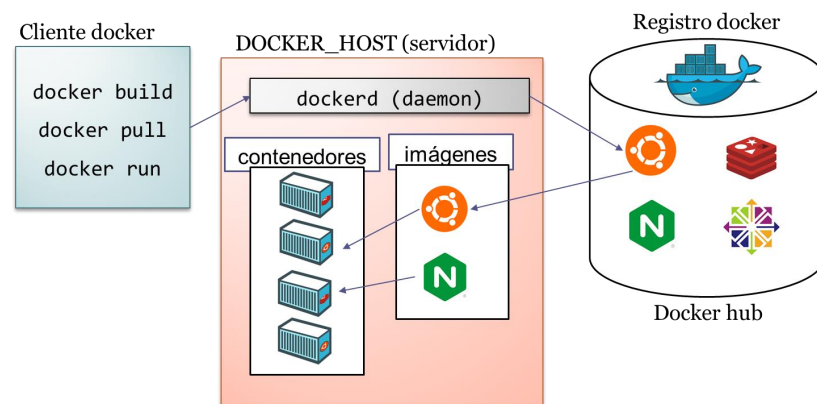 Cliente docker
docker build
docker pull
docker run
DOCKER_HOST (servidor)
dockerd (daemon)
contenedores
imágenes
Registro docker
N
N
Docker hub